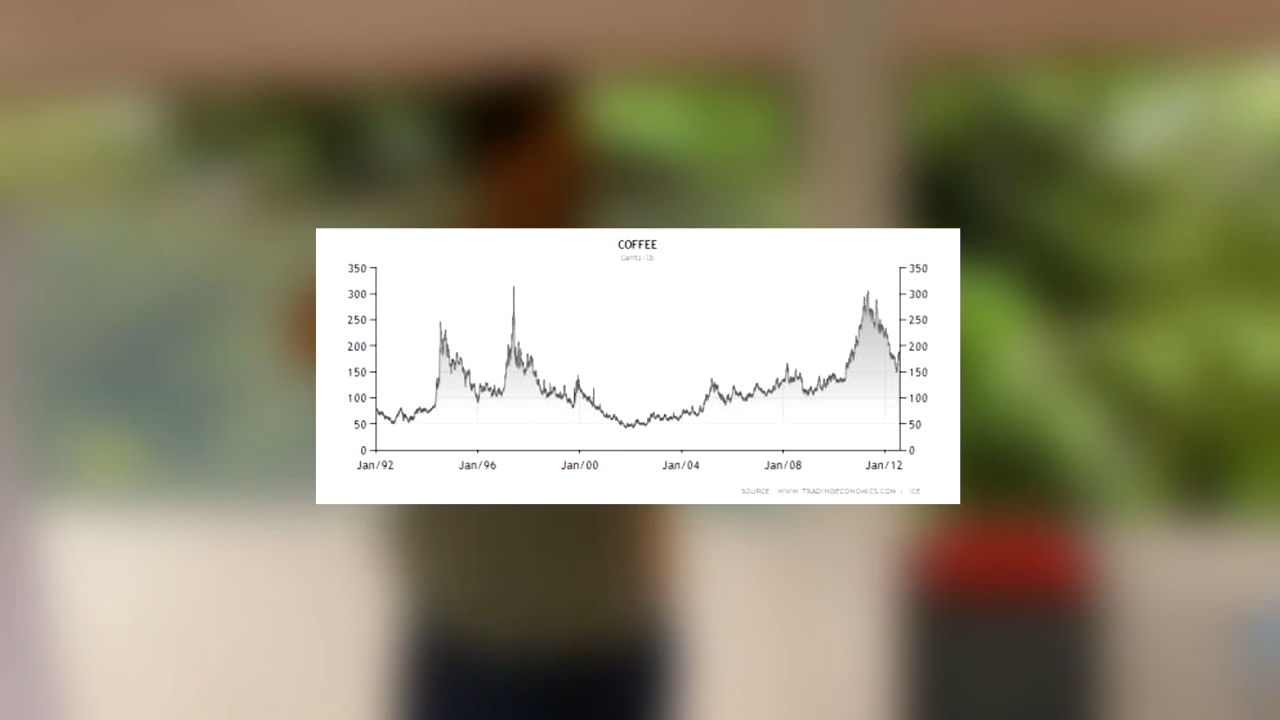 COFFEE
Cents/lb
350 350
300 300
250 250
200 200
150 150
100 100
50 50
0 0
Jan/92 Jan/96 Jan/00 Jan/04 Jan/08 Jan/12
SOURCE: WWW.TRADINGECONOMICS.COM | ICE